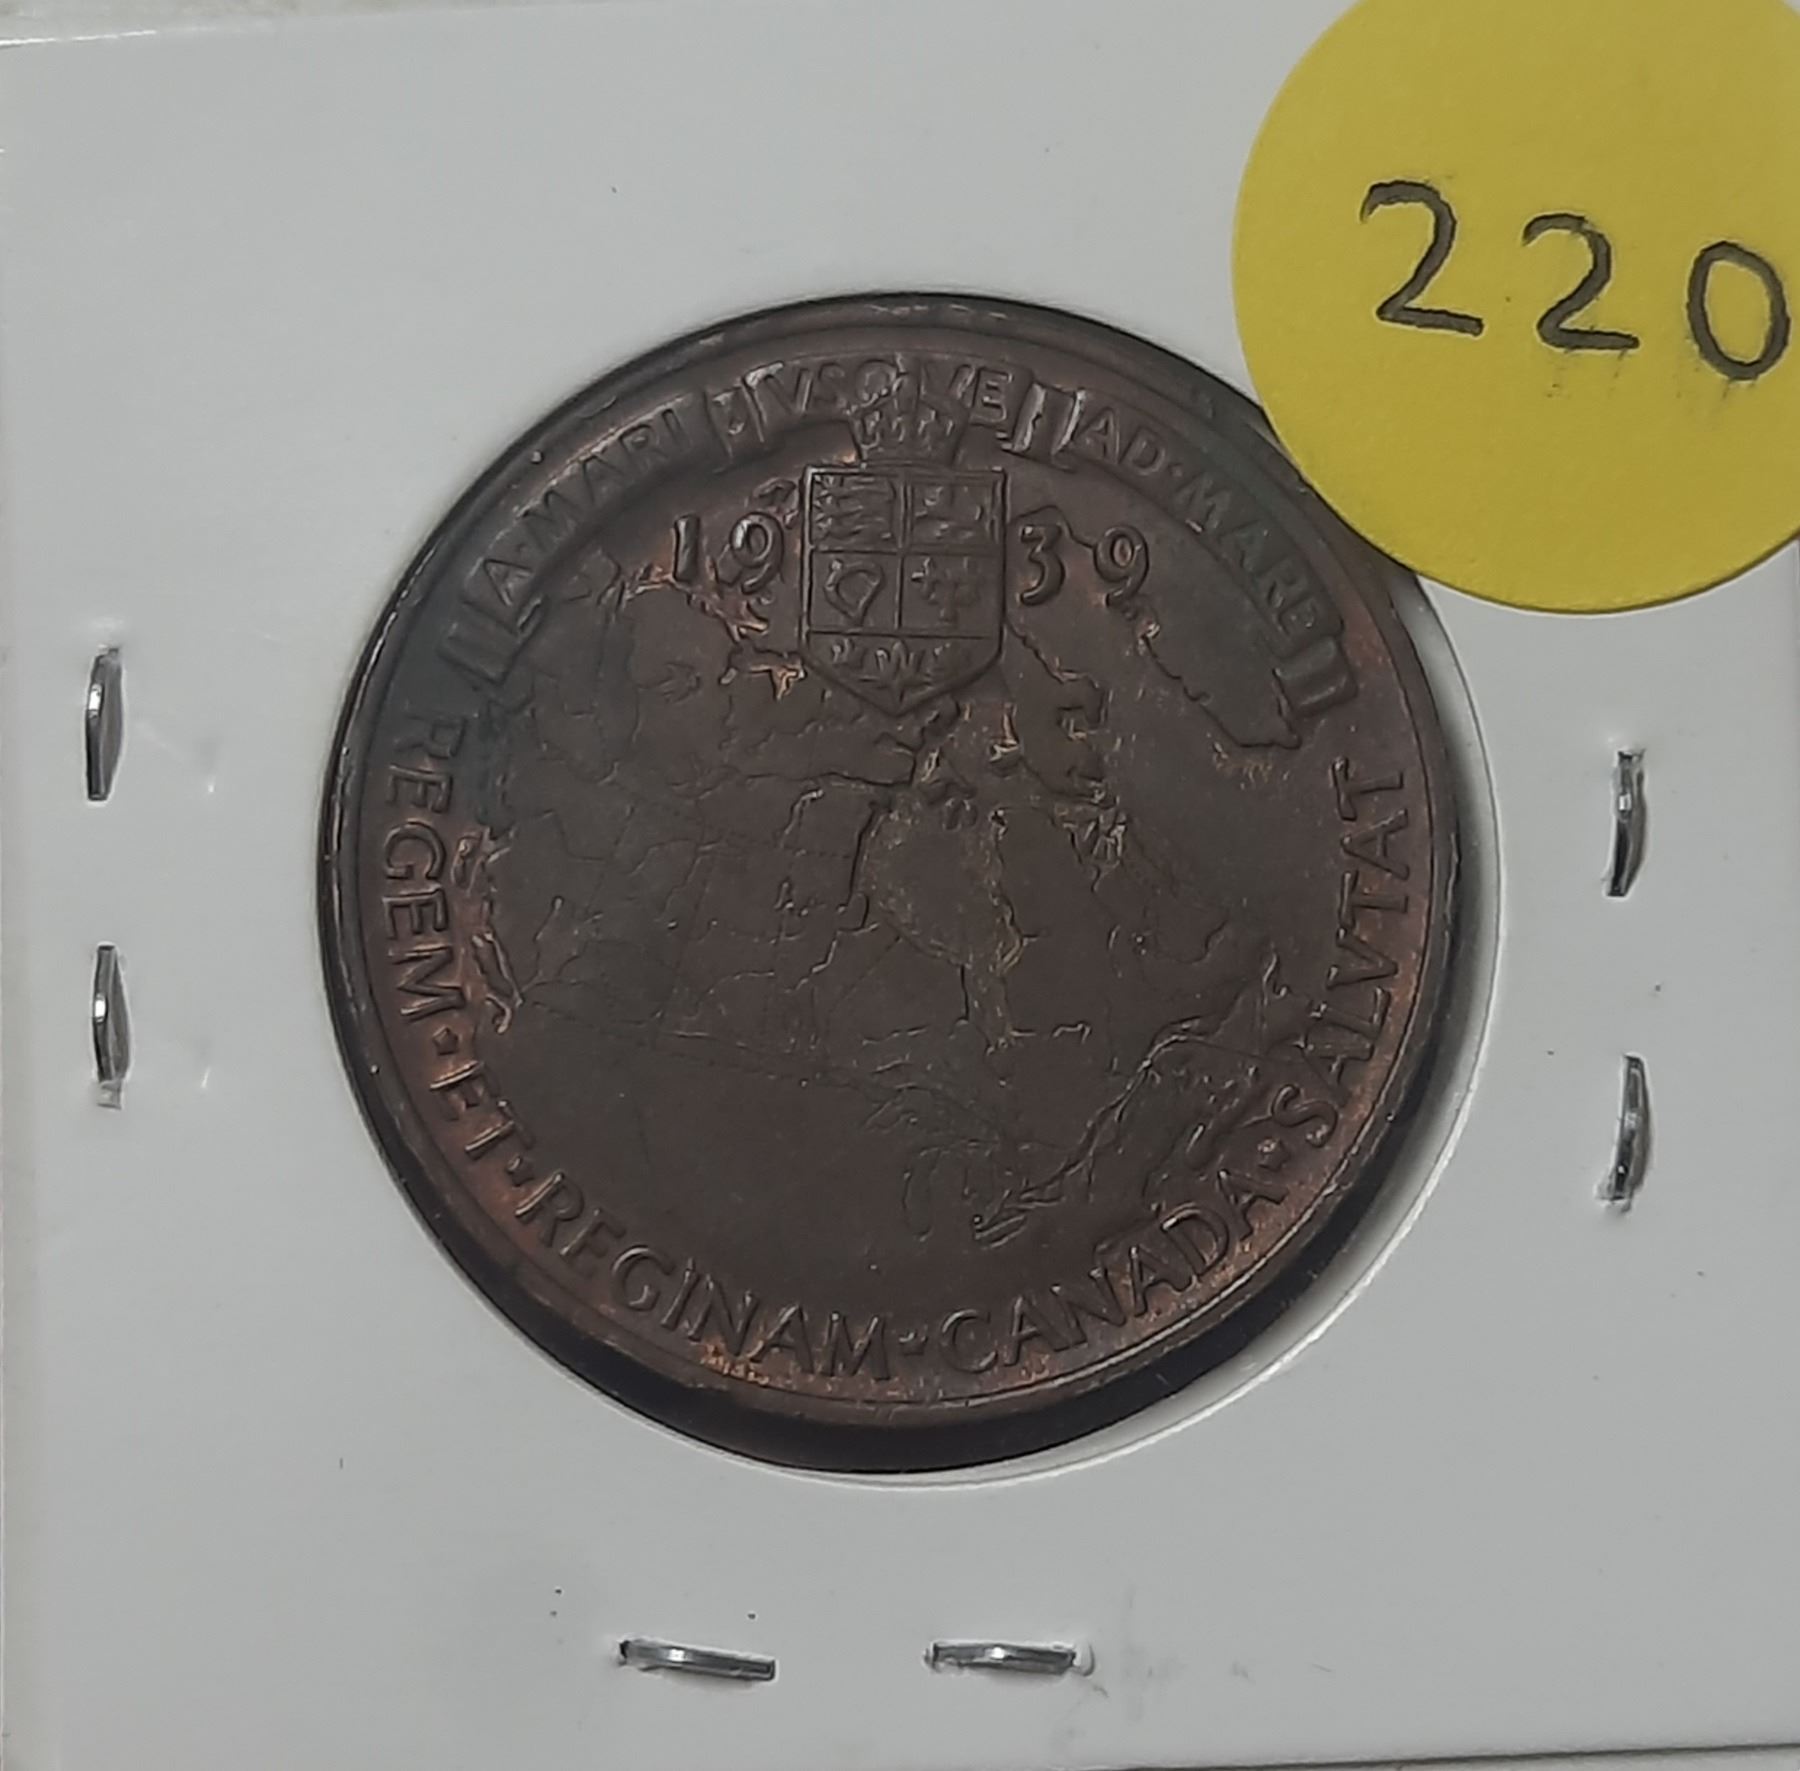 220
A·MARI VSQVE AD·MARE
1939
REGEM·ET·REGINAM·CANADA·SALVTAT